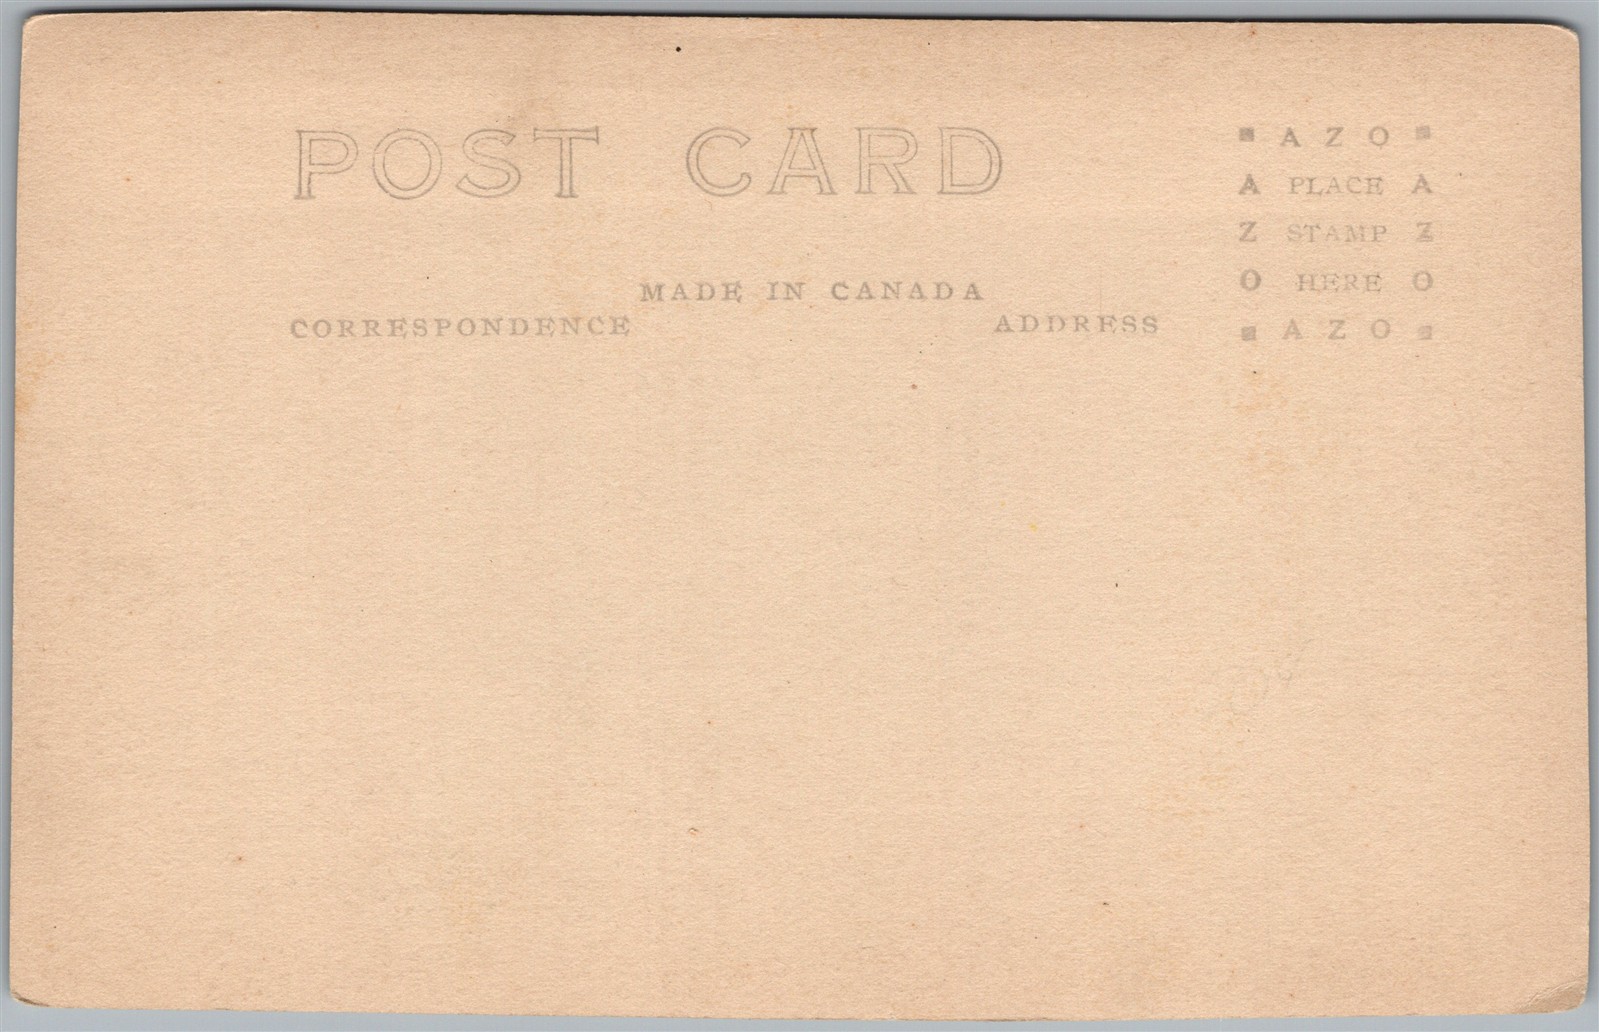 POST CARD
MADE IN CANADA
CORRESPONDENCE
ADDRESS
AZO
A PLACE A
Z STAMP Z
O HERE O
AZO